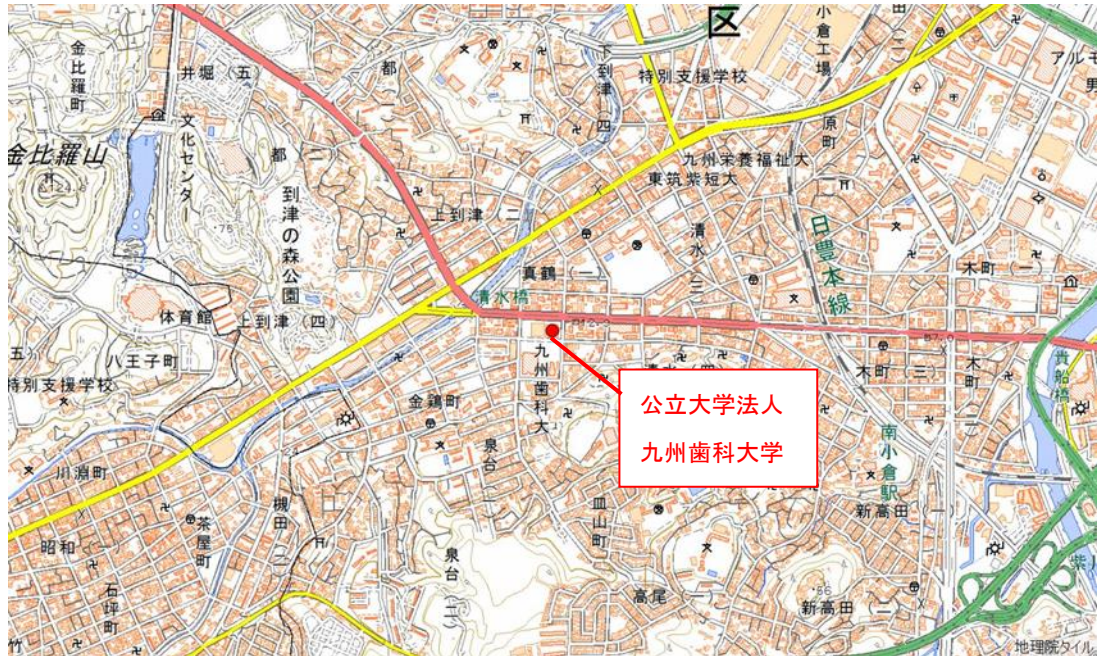 区
小倉工場
金比羅町
井堀（五）
下到津（四）
特別支援学校
文化センター
金比羅山
九州栄養福祉大
東筑紫短大
到津の森公園
上到津（二）
日豊本線
真鶴（一）
木町（一）
清水橋
体育館
上到津（四）
八王子町
九州歯科大
木町（三）
貴船橋
特別支援学校
金鶏町
公立大学法人
九州歯科大学
南小倉駅
泉台
川淵町
皿山町
新高田（一）
茶屋町
槻田（二）
昭和
泉台（二）
石坪町
高尾（一）
新高田（二）
地理院タイル